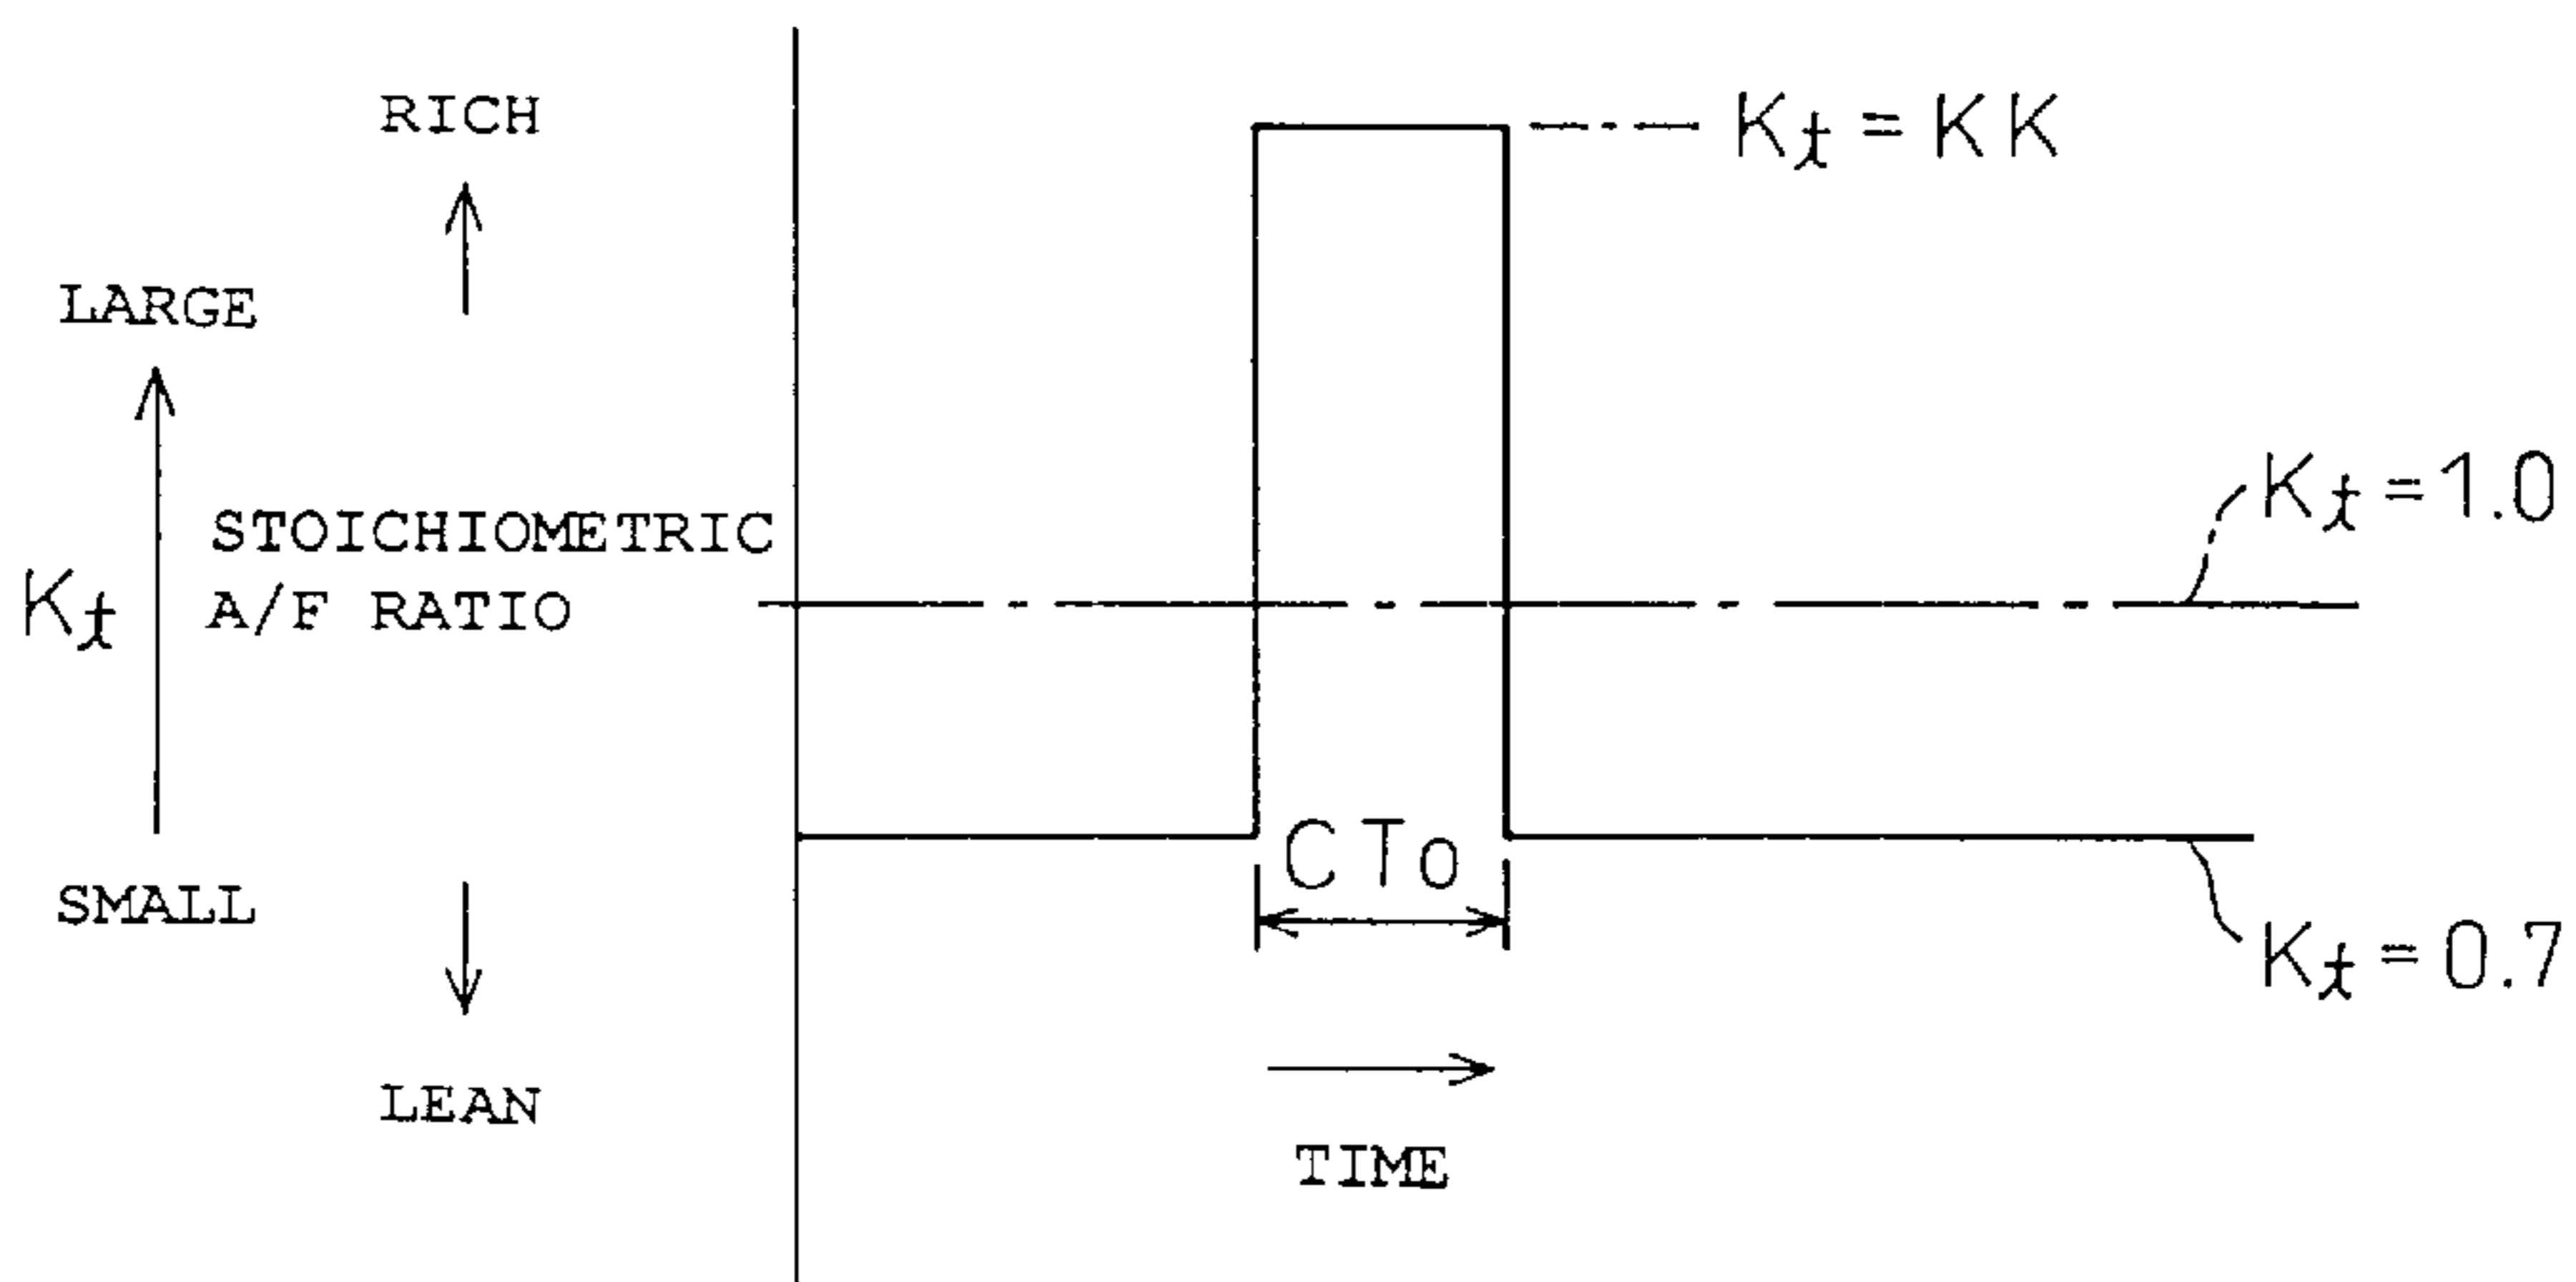 RICH
Kt = KK
LARGE
Kt = 1.0
STOICHIOMETRIC
A/F RATIO
Kt
CTo
SMALL
Kt = 0.7
LEAN
TIME